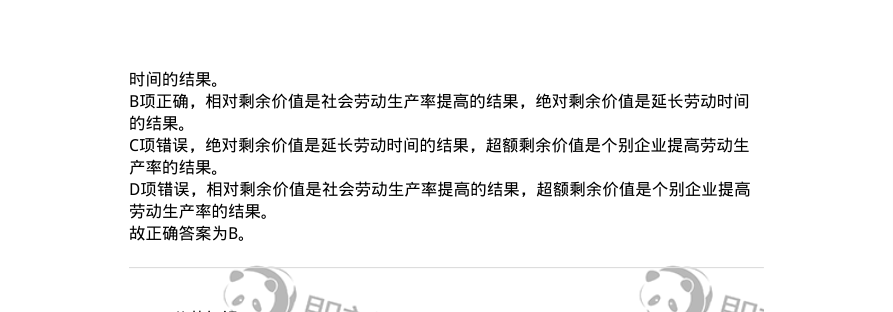 时间的结果。
B项正确，相对剩余价值是社会劳动生产率提高的结果，绝对剩余价值是延长劳动时间
的结果。
C项错误，绝对剩余价值是延长劳动时间的结果，超额剩余价值是个别企业提高劳动生
产率的结果。
D项错误，相对剩余价值是社会劳动生产率提高的结果，超额剩余价值是个别企业提高
劳动生产率的结果。
故正确答案为B。